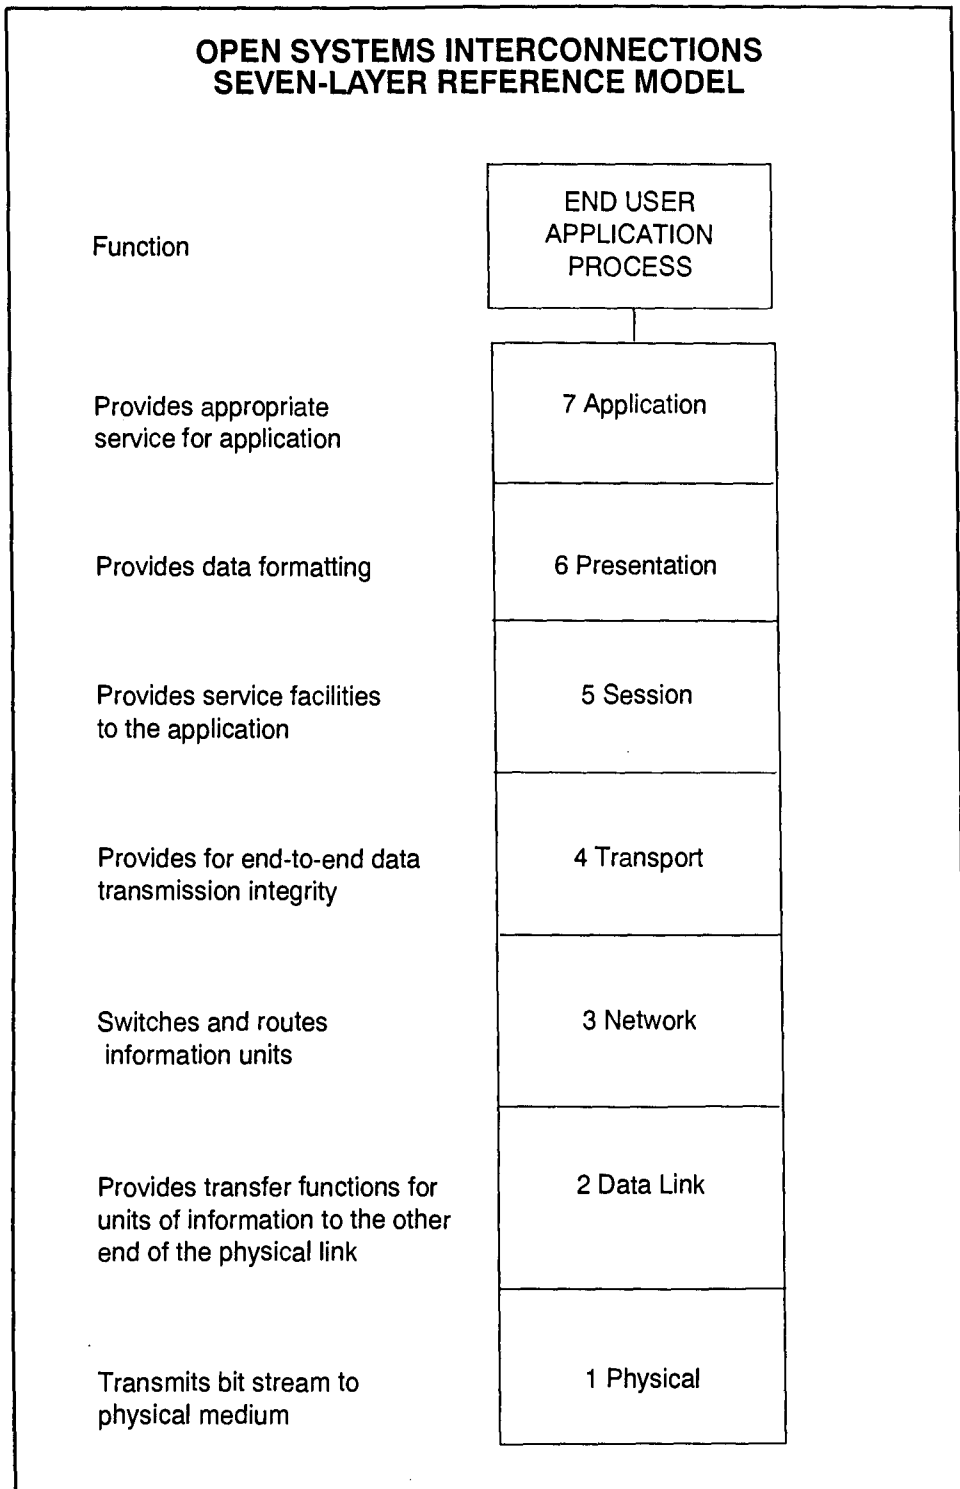 OPEN SYSTEMS INTERCONNECTIONS
SEVEN-LAYER REFERENCE MODEL
Function
END USER
APPLICATION
PROCESS
Provides appropriate
service for application
7 Application
Provides data formatting
6 Presentation
Provides service facilities
to the application
5 Session
Provides for end-to-end data
transmission integrity
4 Transport
Switches and routes
information units
3 Network
Provides transfer functions for
units of information to the other
end of the physical link
2 Data Link
Transmits bit stream to
physical medium
1 Physical